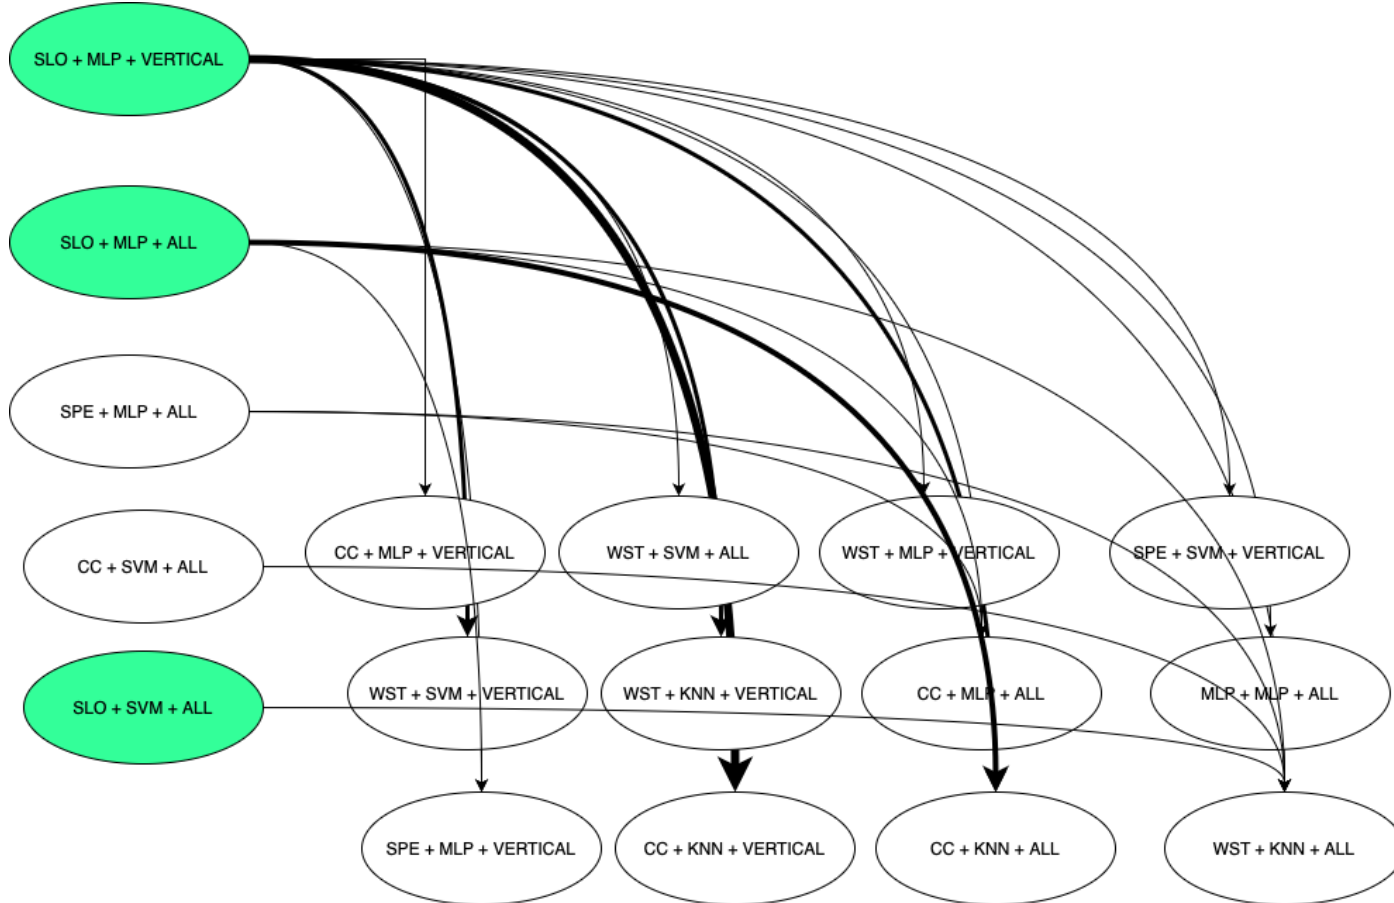 SLO + MLP + VERTICAL
SLO + MLP + ALL
SPE + MLP + ALL
CC + SVM + ALL
CC + MLP + VERTICAL
WST + SVM + ALL
WST + MLP + VERTICAL
SPE + SVM + VERTICAL
SLO + SVM + ALL
WST + SVM + VERTICAL
WST + KNN + VERTICAL
CC + MLP + ALL
MLP + MLP + ALL
SPE + MLP + VERTICAL
CC + KNN + VERTICAL
CC + KNN + ALL
WST + KNN + ALL